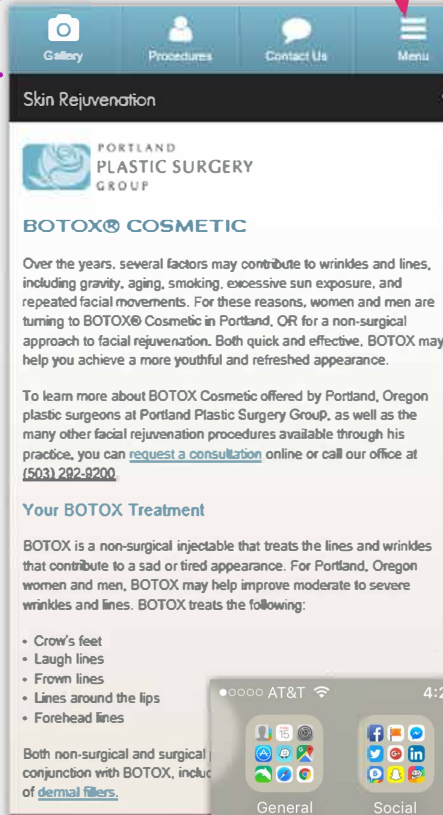 Gallery
Procedures
Contact Us
Menu
Skin Rejuvenation
PORTLAND
PLASTIC SURGERY
GROUP
BOTOX® COSMETIC
Over the years, several factors may contribute to wrinkles and lines,
including gravity, aging, smoking, excessive sun exposure, and
repeated facial movements. For these reasons, women and men are
turning to BOTOX® Cosmetic in Portland, OR for a non-surgical
approach to facial rejuvenation. Both quick and effective, BOTOX may
help you achieve a more youthful and refreshed appearance.
To learn more about BOTOX Cosmetic offered by Portland, Oregon
plastic surgeons at Portland Plastic Surgery Group, as well as the
many other facial rejuvenation procedures available through his
practice, you can request a consultation online or call our office at
(503) 292-9200.
Your BOTOX Treatment
BOTOX is a non-surgical injectable that treats the lines and wrinkles
that contribute to a sad or tired appearance. For Portland, Oregon
women and men, BOTOX may help improve moderate to severe
wrinkles and lines. BOTOX treats the following:
• Crow's feet
• Laugh lines
• Frown lines
• Lines around the lips
• Forehead lines
Both non-surgical and surgical
conjunction with BOTOX,
of dermal fillers.
AT&T
General
Social